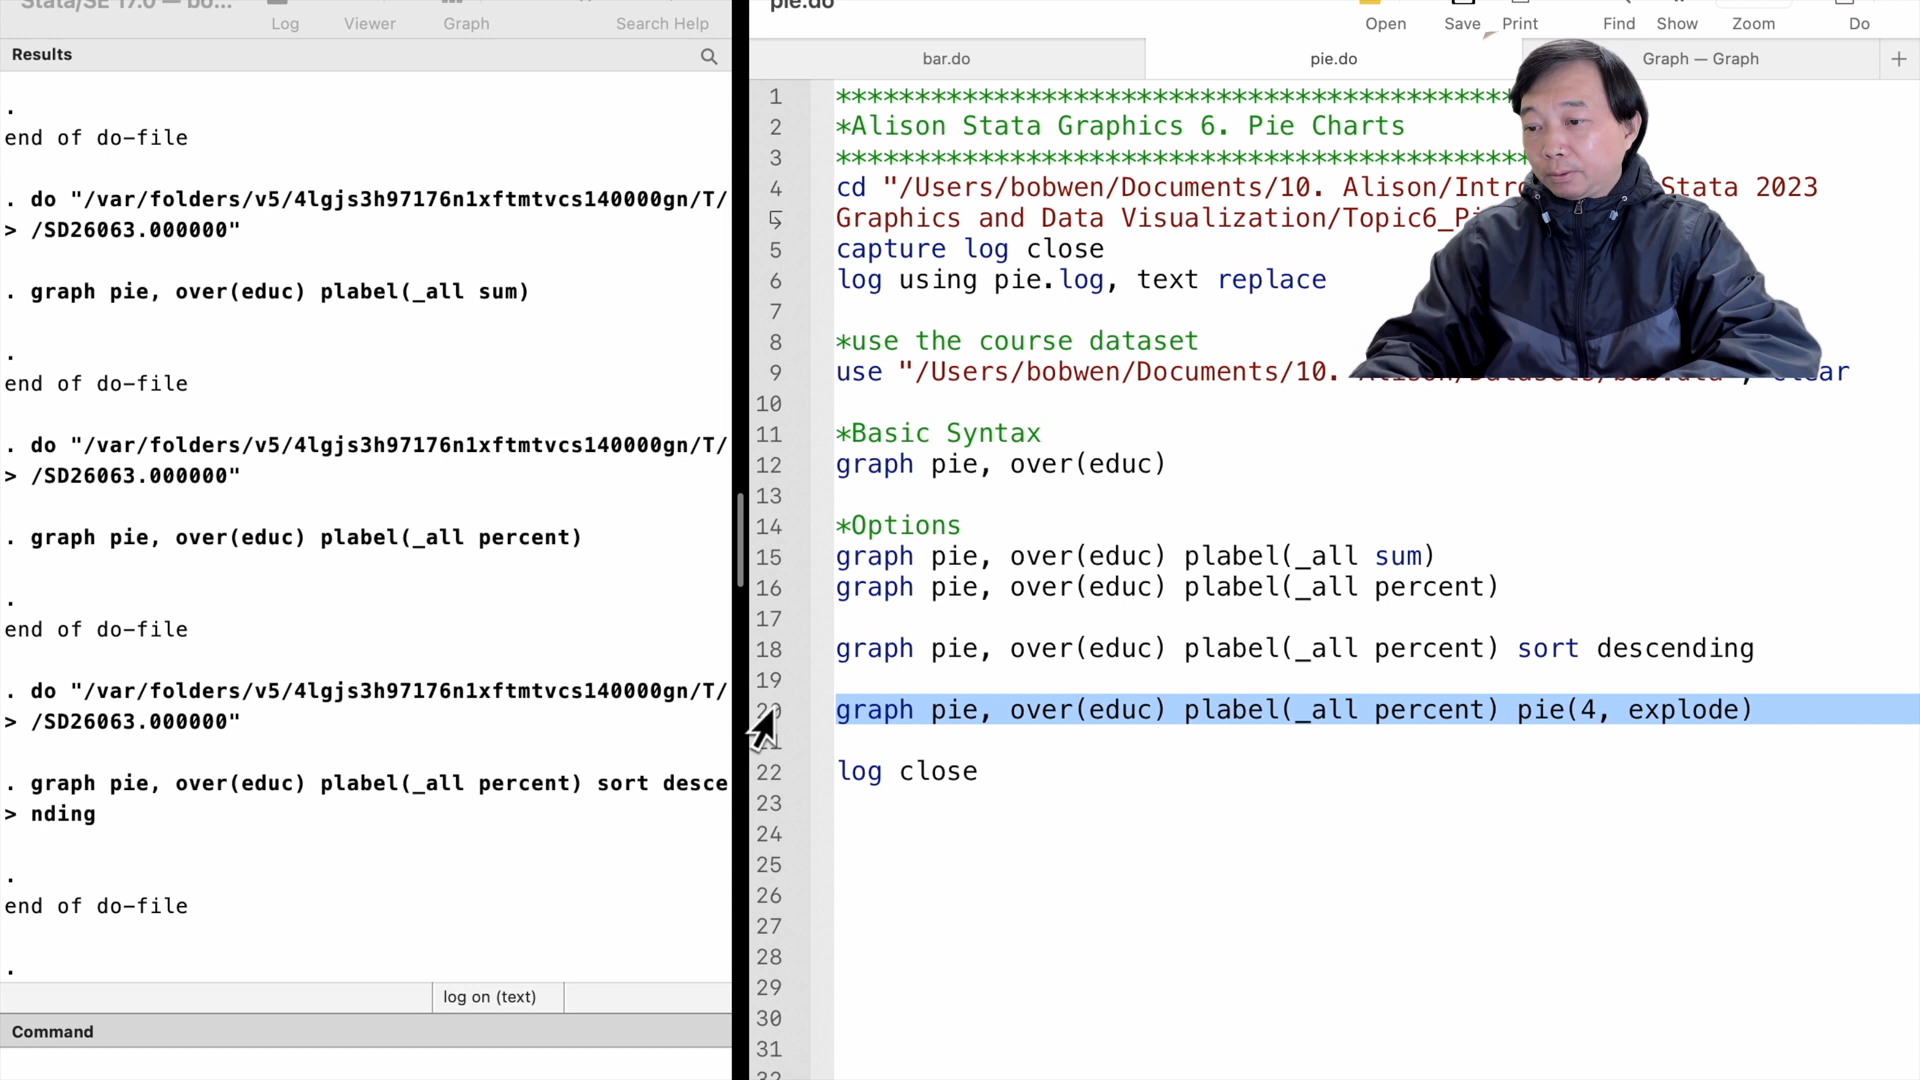 Stata/SE 17.0 — bo...
Log Viewer Graph Search Help
Results
.
end of do-file
. do "/var/folders/v5/4lgjs3h97176n1xftmtvcs140000gn/T/
> /SD26063.000000"
. graph pie, over(educ) plabel(_all sum)
.
end of do-file
. do "/var/folders/v5/4lgjs3h97176n1xftmtvcs140000gn/T/
> /SD26063.000000"
. graph pie, over(educ) plabel(_all percent)
.
end of do-file
. do "/var/folders/v5/4lgjs3h97176n1xftmtvcs140000gn/T/
> /SD26063.000000"
. graph pie, over(educ) plabel(_all percent) sort desce
> nding
.
end of do-file
.
log on (text)
Command
pie.do
Open Save Print Find Show Zoom Do
bar.do pie.do Graph — Graph +
1 ********************************************
2 *Alison Stata Graphics 6. Pie Charts
3 ********************************************
4 cd "/Users/bobwen/Documents/10. Alison/Stata 2023
Graphics and Data Visualization/
5 capture log close
6 log using pie.log, text replace
7
8 *use the course dataset
9 use "/Users/bobwen/Documents/10. clear
10
11 *Basic Syntax
12 graph pie, over(educ)
13
14 *Options
15 graph pie, over(educ) plabel(_all sum)
16 graph pie, over(educ) plabel(_all percent)
17
18 graph pie, over(educ) plabel(_all percent) sort descending
19
20 graph pie, over(educ) plabel(_all percent) pie(4, explode)
21
22 log close
23
24
25
26
27
28
29
30
31
32